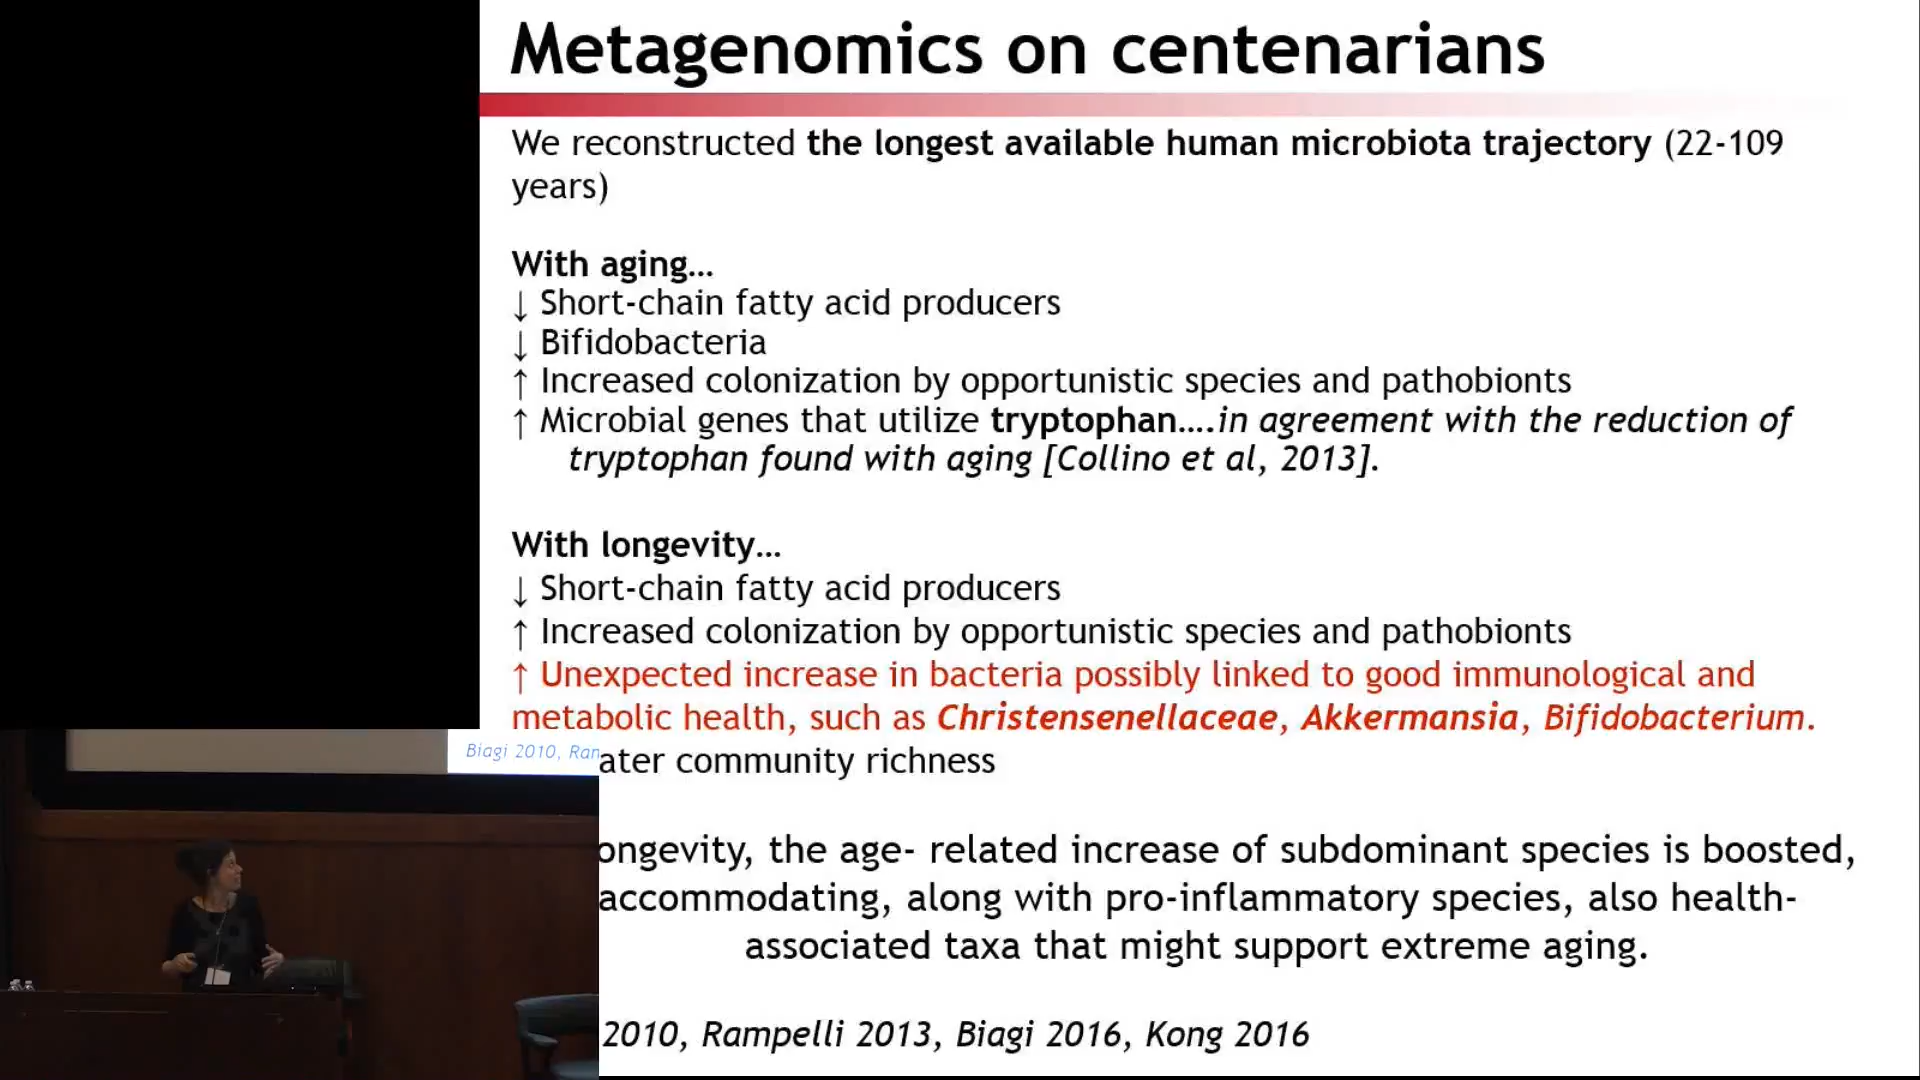 Metagenomics on centenarians
We reconstructed the longest available human microbiota trajectory (22-109
years)
With aging…
↓ Short-chain fatty acid producers
↓ Bifidobacteria
↑ Increased colonization by opportunistic species and pathobionts
↑ Microbial genes that utilize tryptophan….in agreement with the reduction of
tryptophan found with aging [Collino et al, 2013].
With longevity…
↓ Short-chain fatty acid producers
↑ Increased colonization by opportunistic species and pathobionts
↑ Unexpected increase in bacteria possibly linked to good immunological and
metabolic health, such as Christensenellaceae, Akkermansia, Bifidobacterium.
ater community richness
ongevity, the age- related increase of subdominant species is boosted,
accommodating, along with pro-inflammatory species, also health-
associated taxa that might support extreme aging.
2010, Rampelli 2013, Biagi 2016, Kong 2016
Biagi 2010, Ran